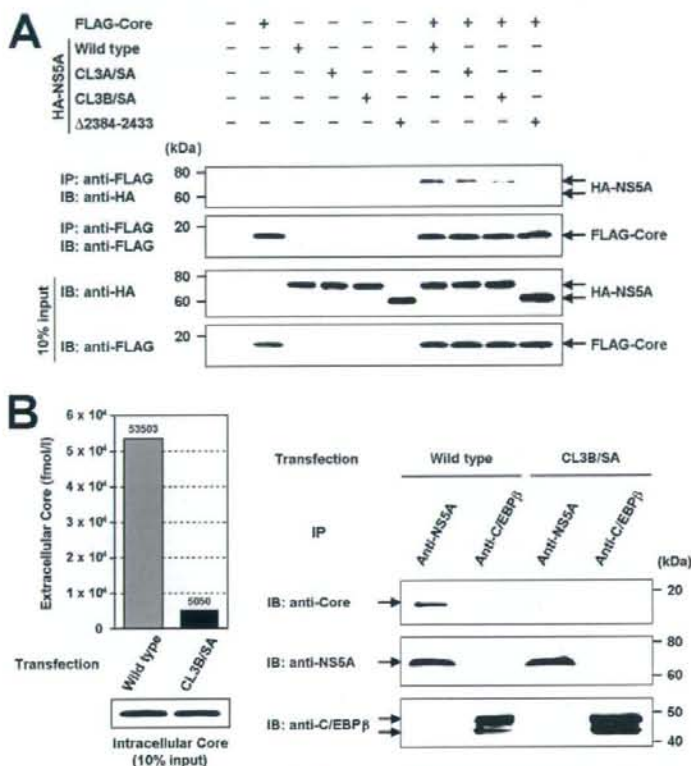 A
FLAG-Core − + − − − − + + + +
HA-NS5A
Wild type − − + − − − + − − −
CL3A/SA − − − + − − − + − −
CL3B/SA − − − − + − − − + −
Δ2384-2433 − − − − − + − − − +
(kDa)
IP: anti-FLAG
IB: anti-HA
80
60
HA-NS5A
IP: anti-FLAG
IB: anti-FLAG
20
FLAG-Core
10% input
IB: anti-HA
80
60
HA-NS5A
IB: anti-FLAG
20
FLAG-Core
B
Extracellular Core (fmol/l)
6 x 10⁴
5 x 10⁴
4 x 10⁴
3 x 10⁴
2 x 10⁴
1 x 10⁴
0
53503
5050
Transfection
Wild type
CL3B/SA
Intracellular Core
(10% input)
Transfection
Wild type
CL3B/SA
IP
Anti-NS5A
Anti-C/EBPβ
Anti-NS5A
Anti-C/EBPβ
(kDa)
IB: anti-Core
20
IB: anti-NS5A
80
60
IB: anti-C/EBPβ
50
40